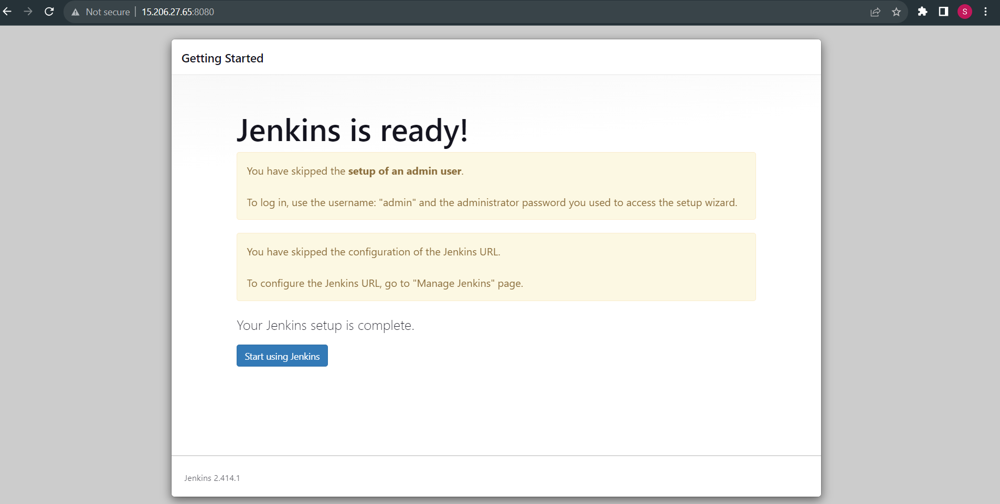 Not secure | 15.206.27.65:8080
S
Getting Started
Jenkins is ready!
You have skipped the setup of an admin user.
To log in, use the username: "admin" and the administrator password you used to access the setup wizard.
You have skipped the configuration of the Jenkins URL.
To configure the Jenkins URL, go to "Manage Jenkins" page.
Your Jenkins setup is complete.
Start using Jenkins
Jenkins 2.414.1